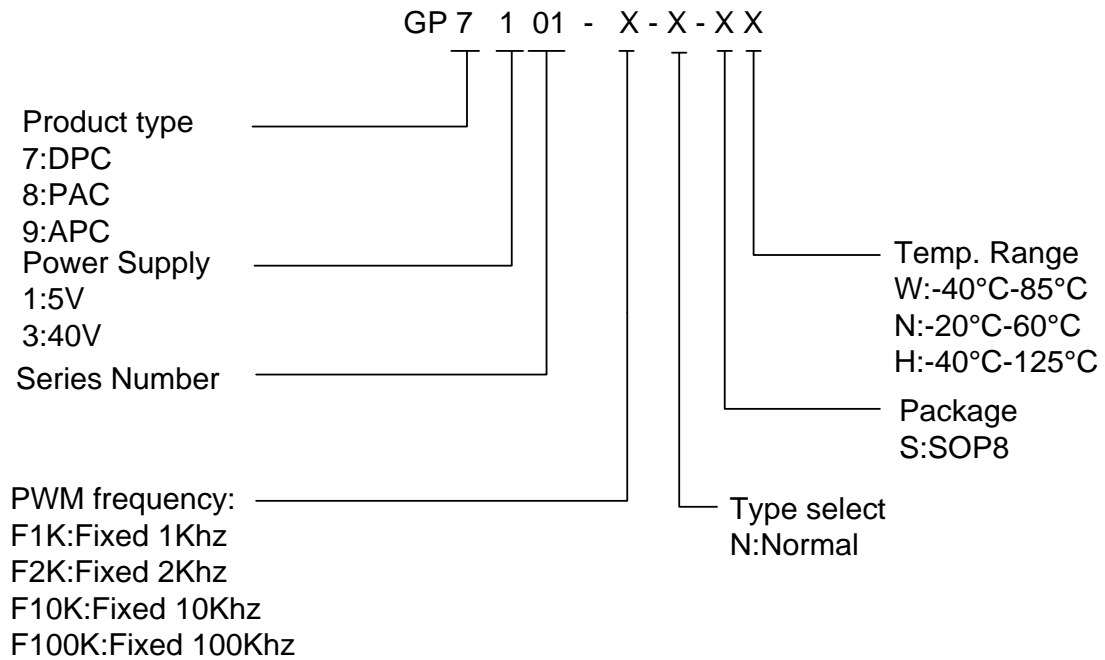 GP 7 1 01 - X - X - X X
Product type
7:DPC
8:PAC
9:APC
Power Supply
1:5V
3:40V
Series Number
PWM frequency:
F1K:Fixed 1Khz
F2K:Fixed 2Khz
F10K:Fixed 10Khz
F100K:Fixed 100Khz
Temp. Range
W:-40°C-85°C
N:-20°C-60°C
H:-40°C-125°C
Package
S:SOP8
Type select
N:Normal